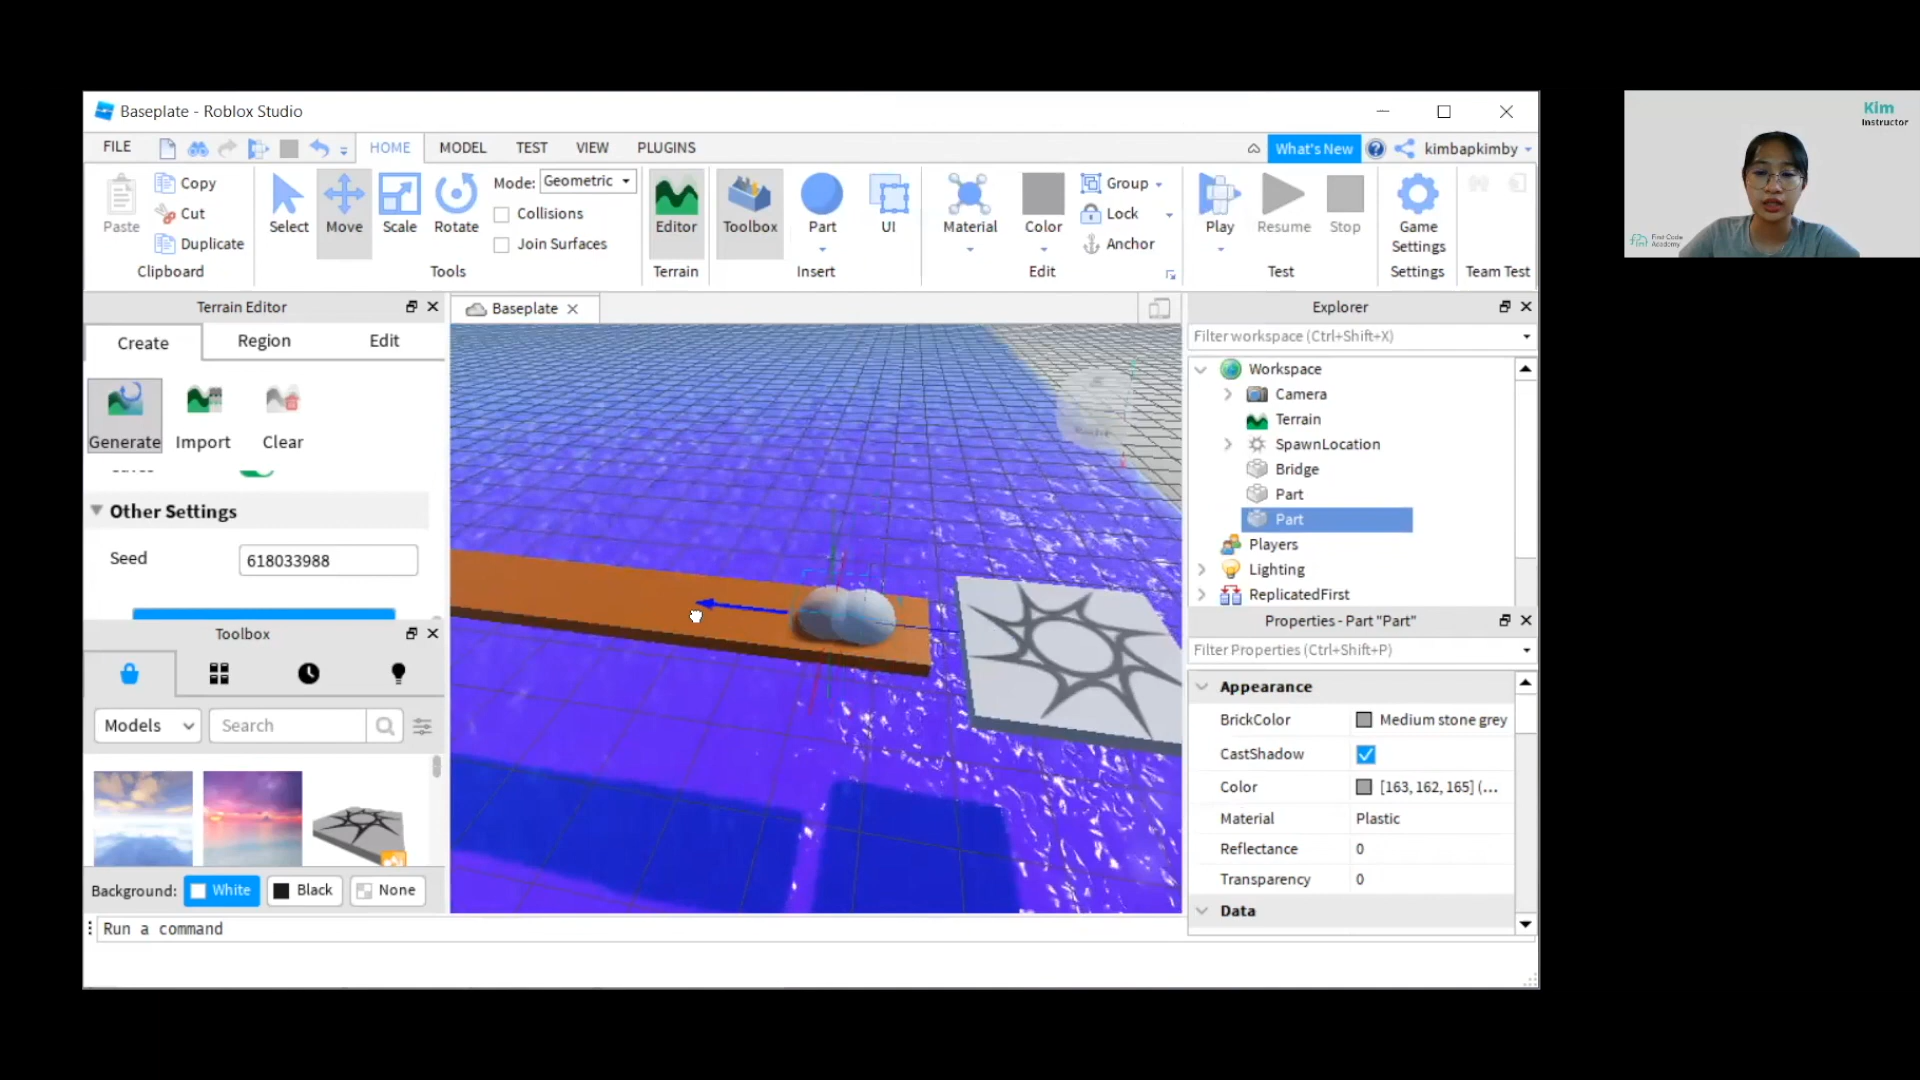 Baseplate - Roblox Studio
Kim
Instructor
First Code
Academy
FILE
HOME
MODEL
TEST
VIEW
PLUGINS
What's New
kimbapkimby
Paste
Copy
Cut
Duplicate
Clipboard
Select
Move
Scale
Rotate
Mode: Geometric
Collisions
Join Surfaces
Tools
Editor
Terrain
Toolbox
Part
UI
Insert
Material
Color
Group
Lock
Anchor
Edit
Play
Resume
Stop
Test
Game
Settings
Settings
Team Test
Terrain Editor
Create
Region
Edit
Generate
Import
Clear
Other Settings
Seed
618033988
Toolbox
Models
Search
Background:
White
Black
None
Run a command
Baseplate
Explorer
Filter workspace (Ctrl+Shift+X)
Workspace
Camera
Terrain
SpawnLocation
Bridge
Part
Part
Players
Lighting
ReplicatedFirst
Properties - Part "Part"
Filter Properties (Ctrl+Shift+P)
Appearance
BrickColor
Medium stone grey
CastShadow
Color
[163, 162, 165] (...
Material
Plastic
Reflectance
0
Transparency
0
Data